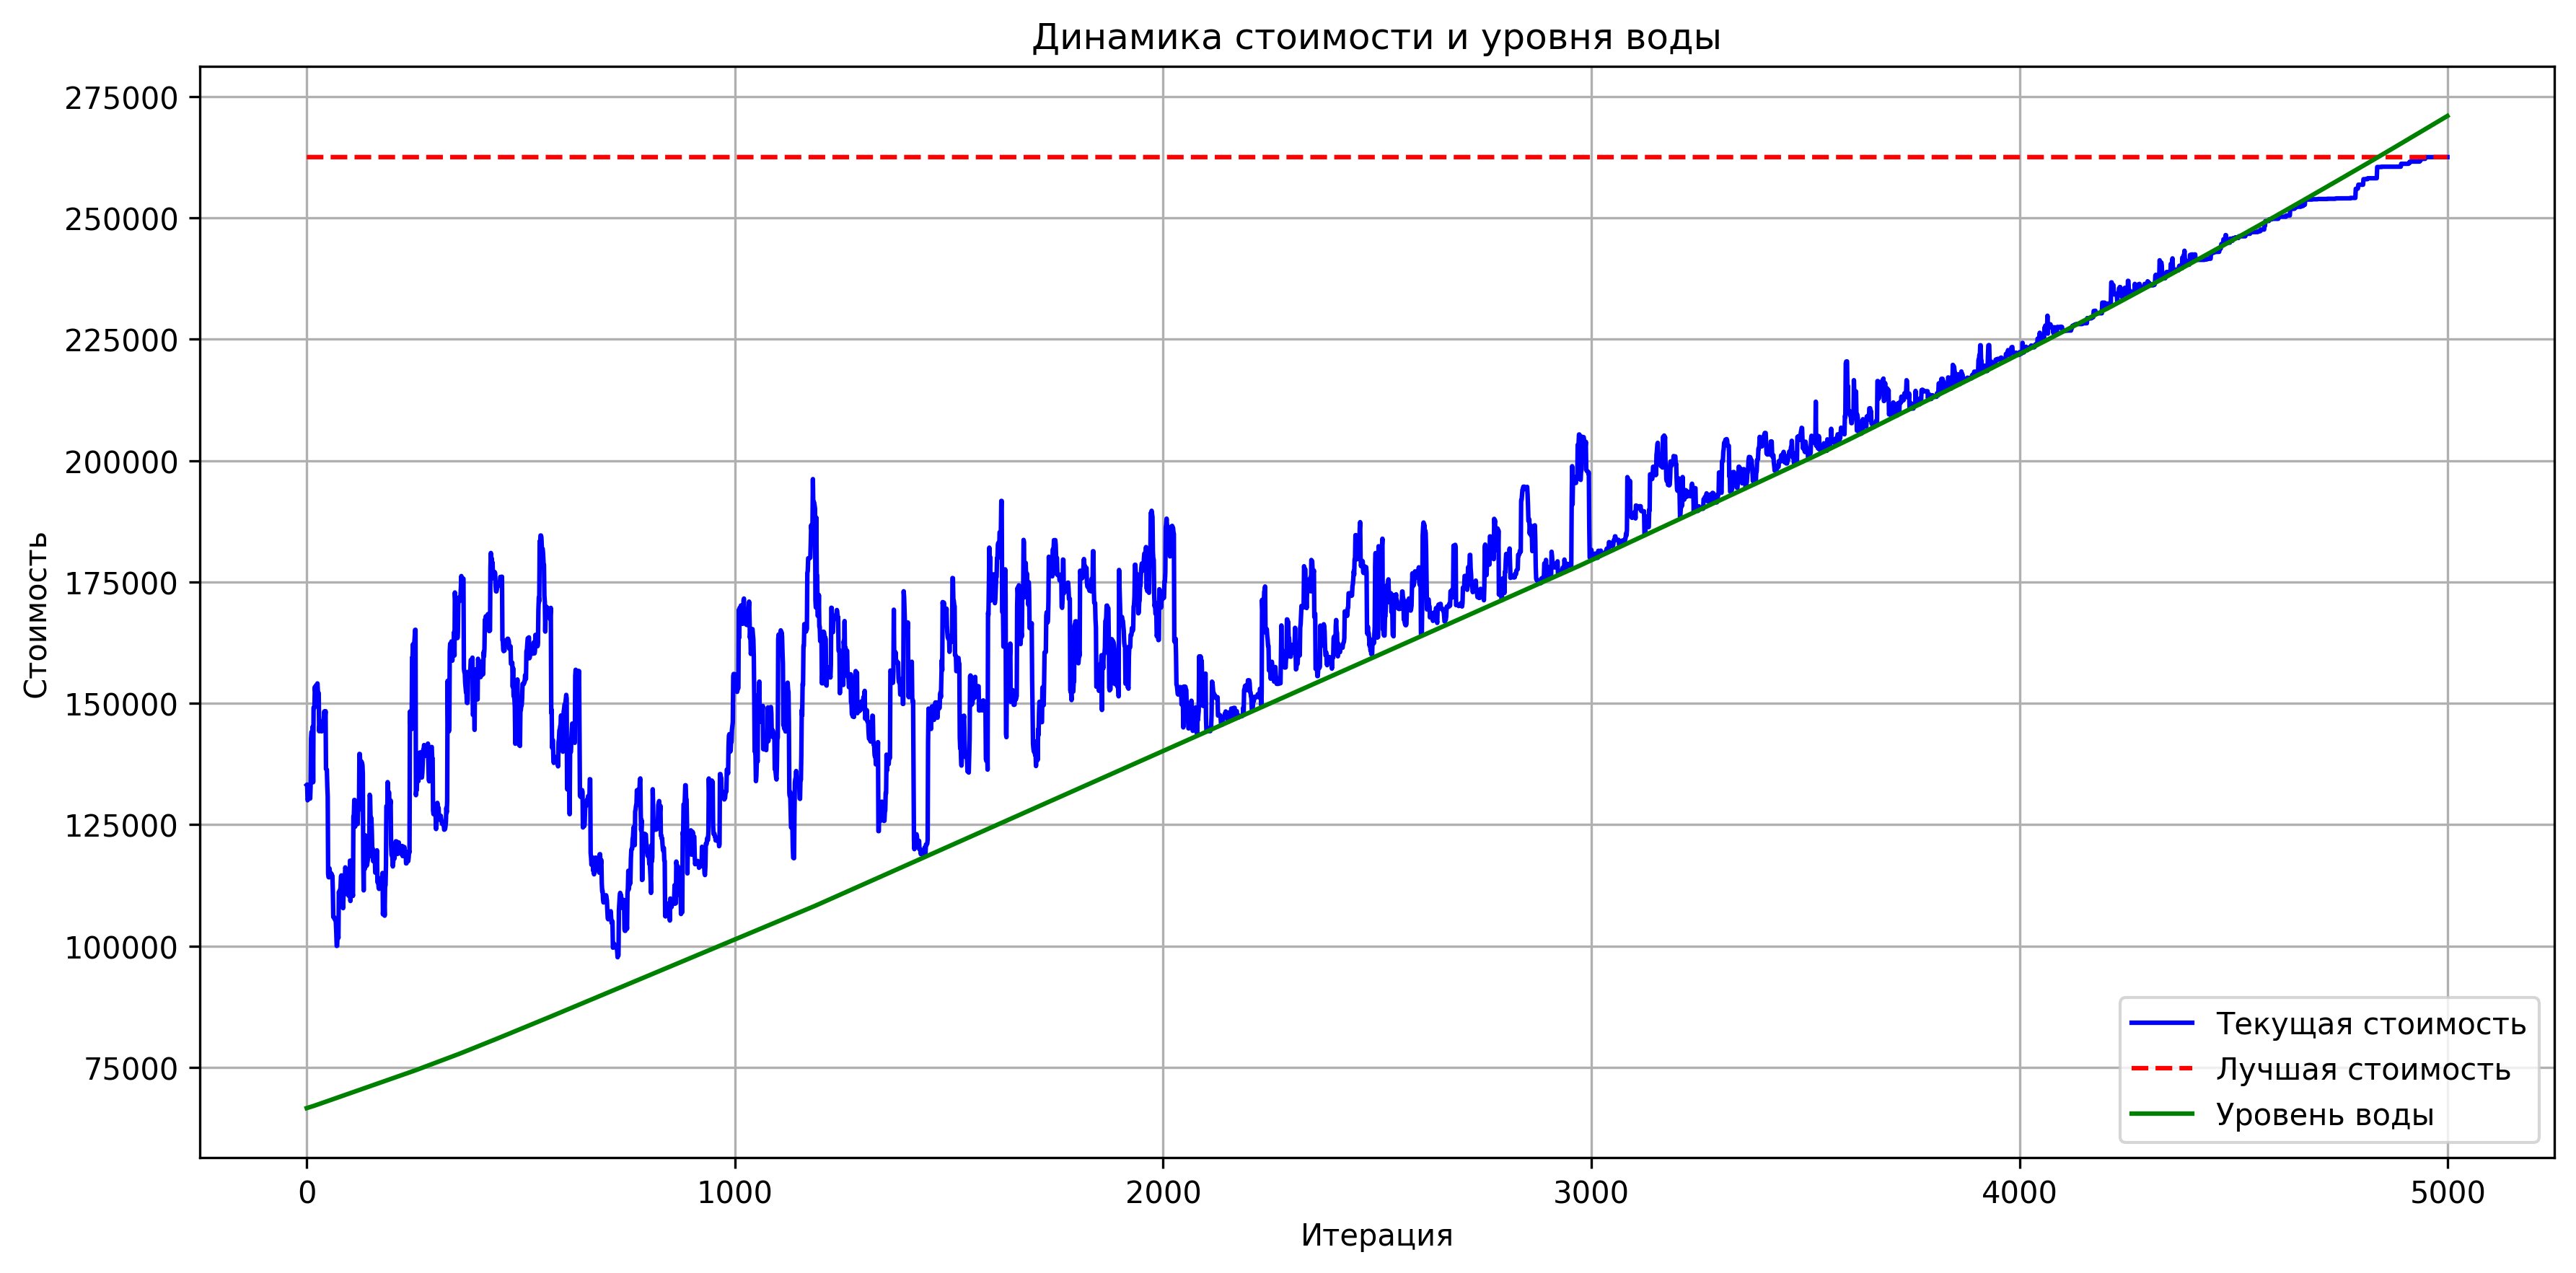 Динамика стоимости и уровня воды
Стоимость
275000
250000
225000
200000
175000
150000
125000
100000
75000
0 1000 2000 3000 4000 5000
Итерация
Текущая стоимость
Лучшая стоимость
Уровень воды